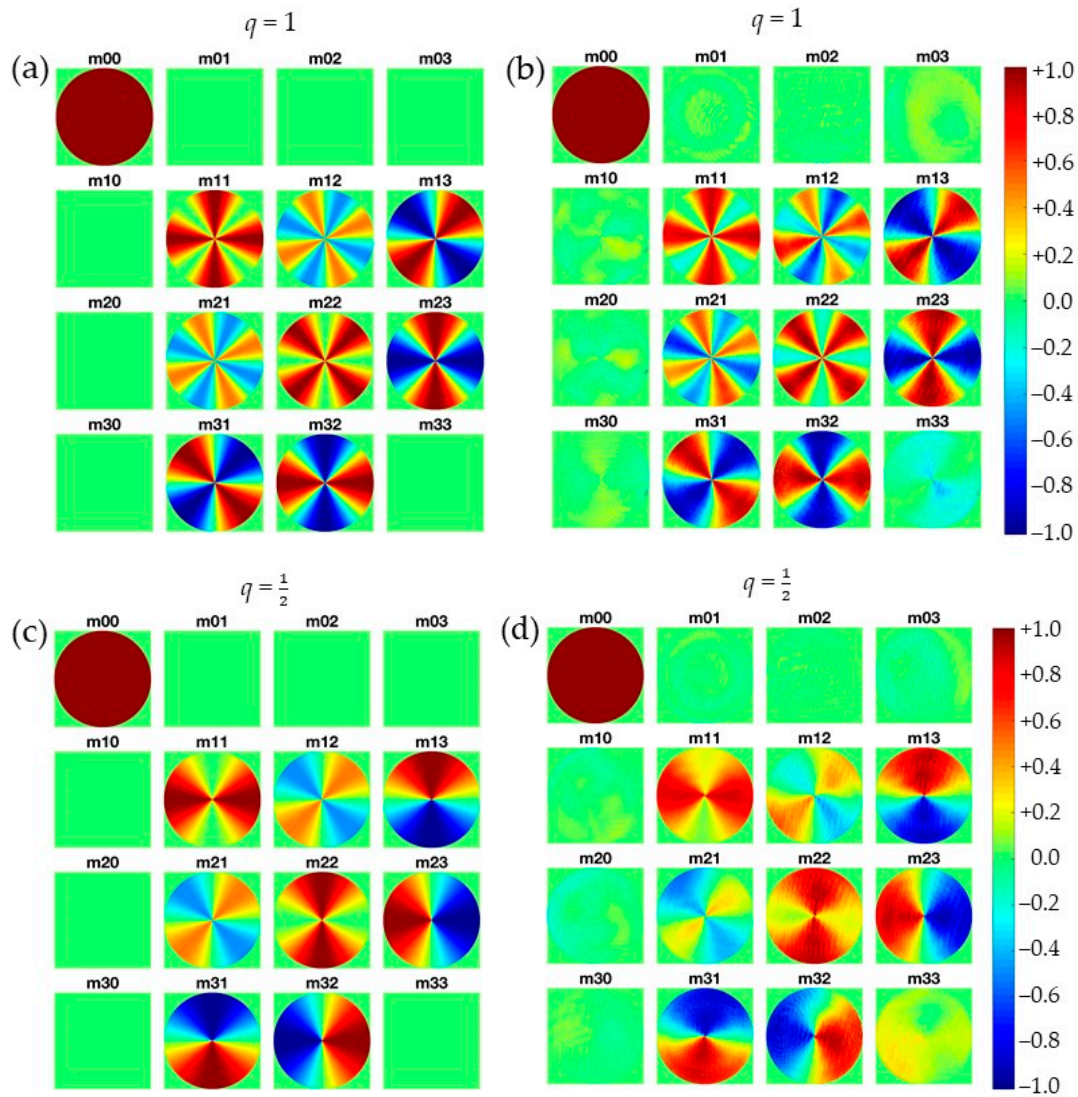 q = 1
q = 1
(a)
m00 m01 m02 m03
m10 m11 m12 m13
m20 m21 m22 m23
m30 m31 m32 m33
(b)
m00 m01 m02 m03
m10 m11 m12 m13
m20 m21 m22 m23
m30 m31 m32 m33
+1.0
+0.8
+0.6
+0.4
+0.2
0.0
−0.2
−0.4
−0.6
−0.8
−1.0
q = 1/2
q = 1/2
(c)
m00 m01 m02 m03
m10 m11 m12 m13
m20 m21 m22 m23
m30 m31 m32 m33
(d)
m00 m01 m02 m03
m10 m11 m12 m13
m20 m21 m22 m23
m30 m31 m32 m33
+1.0
+0.8
+0.6
+0.4
+0.2
0.0
−0.2
−0.4
−0.6
−0.8
−1.0